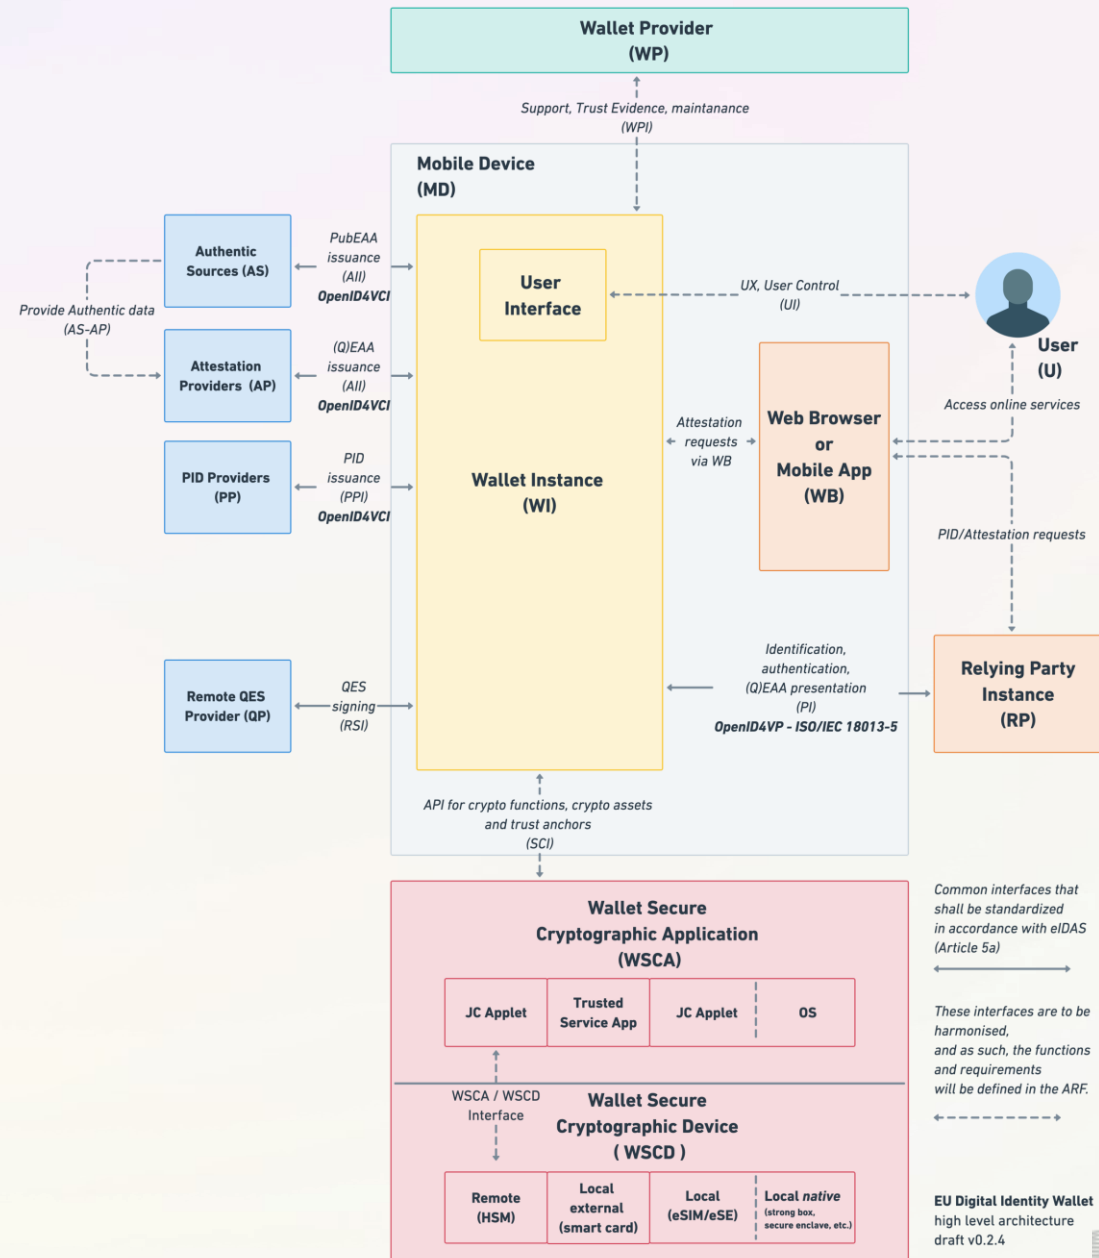 Wallet Provider
(WP)
Support, Trust Evidence, maintanance
(WPI)
Mobile Device
(MD)
Authentic
Sources (AS)
PubEAA
issuance
(AII)
OpenID4VCI
User
Interface
UX, User Control
(UI)
User
(U)
Provide Authentic data
(AS-AP)
Attestation
Providers (AP)
(Q)EAA
issuance
(AII)
OpenID4VCI
Access online services
Attestation
requests
via WB
Web Browser
or
Mobile App
(WB)
PID Providers
(PP)
PID
issuance
(PPI)
OpenID4VCI
Wallet Instance
(WI)
PID/Attestation requests
Remote QES
Provider (QP)
QES
signing
(RSI)
Identification,
authentication,
(Q)EAA presentation
(PI)
OpenID4VP - ISO/IEC 18013-5
Relying Party
Instance
(RP)
API for crypto functions, crypto assets
and trust anchors
(SCI)
Wallet Secure
Cryptographic Application
(WSCA)
JC Applet
Trusted
Service App
JC Applet
OS
WSCA / WSCD
Interface
Wallet Secure
Cryptographic Device
( WSCD )
Remote
(HSM)
Local
external
(smart card)
Local
(eSIM/eSE)
Local native
(strong box,
secure enclave, etc.)
Common interfaces that
shall be standardized
in accordance with eIDAS
(Article 5a)
These interfaces are to be
harmonised,
and as such, the functions
and requirements
will be defined in the ARF.
EU Digital Identity Wallet
high level architecture
draft v0.2.4